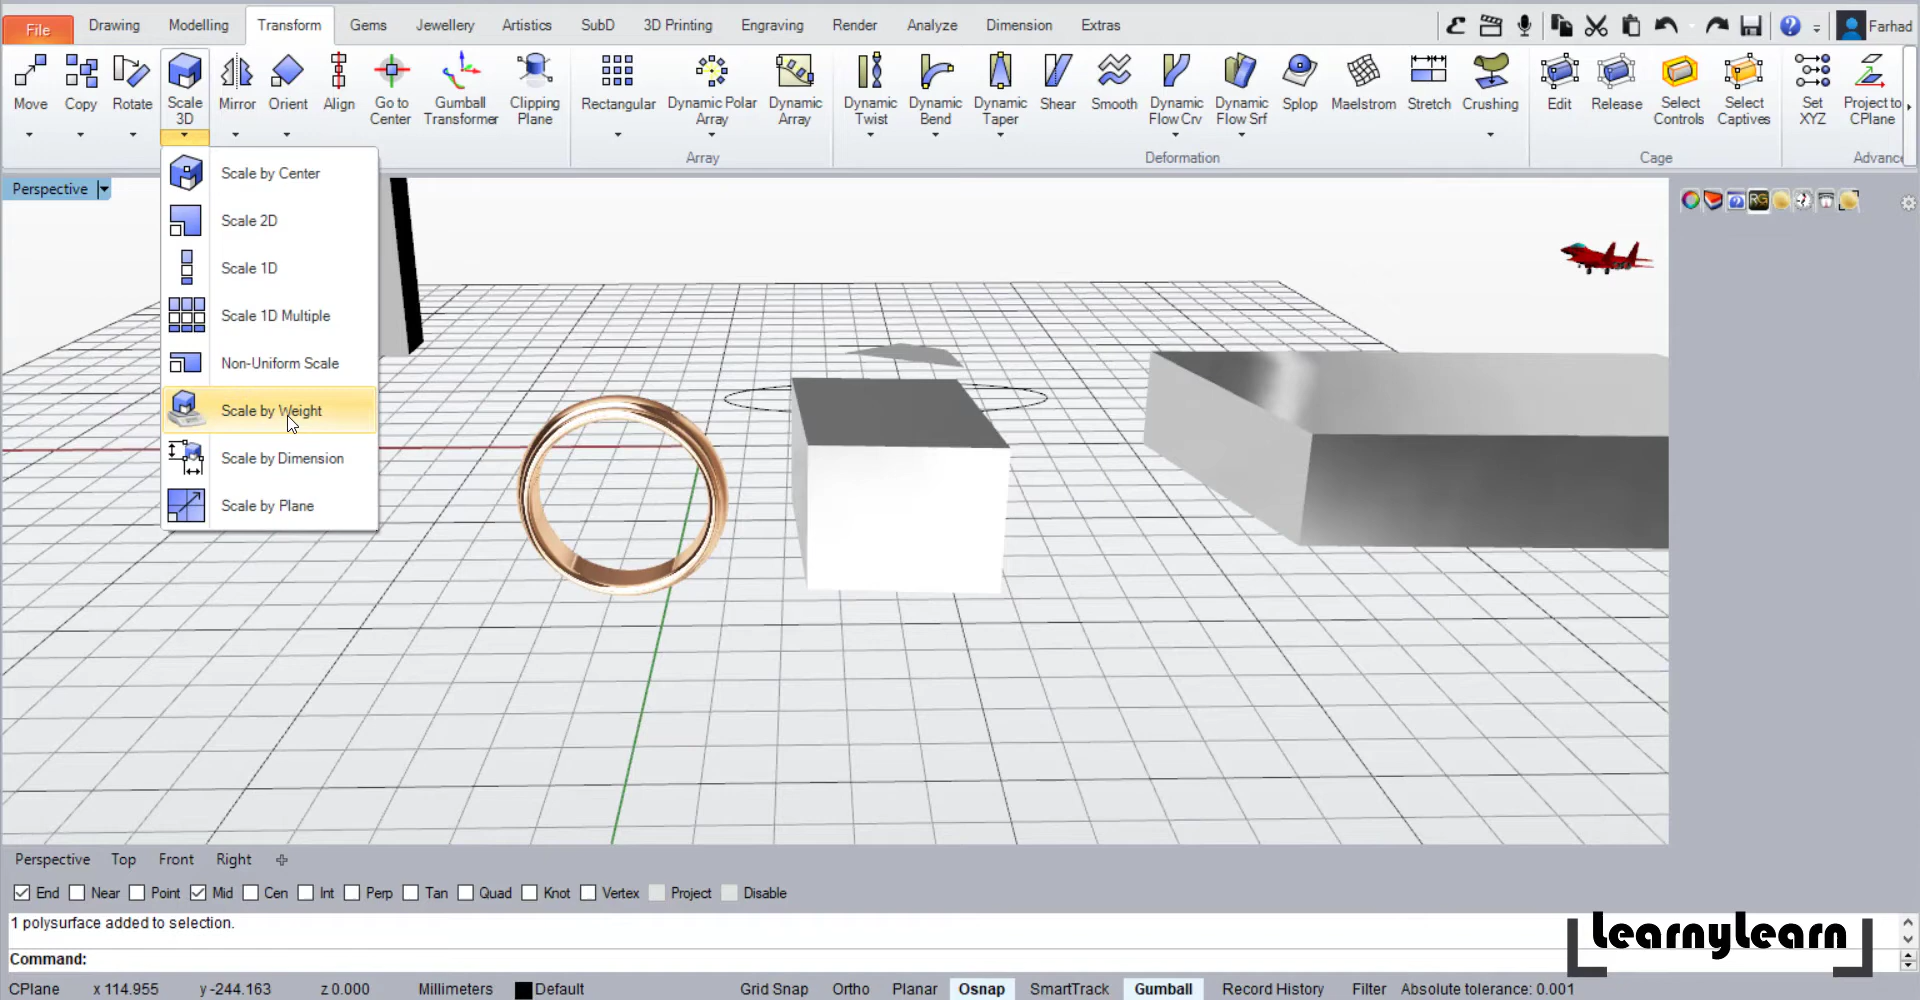 File
Drawing
Modelling
Transform
Gems
Jewellery
Artistics
SubD
3D Printing
Engraving
Render
Analyze
Dimension
Extras
Farhad
Move
Copy
Rotate
Scale 3D
Mirror
Orient
Align
Go to Center
Gumball Transformer
Clipping Plane
Rectangular
Dynamic Polar Array
Dynamic Array
Dynamic Twist
Dynamic Bend
Dynamic Taper
Shear
Smooth
Dynamic Flow Crv
Dynamic Flow Srf
Splop
Maelstrom
Stretch
Crushing
Edit
Release
Select Controls
Select Captives
Set XYZ
Project to CPlane
Array
Deformation
Cage
Advanc
Perspective
Scale by Center
Scale 2D
Scale 1D
Scale 1D Multiple
Non-Uniform Scale
Scale by Weight
Scale by Dimension
Scale by Plane
RG
Perspective
Top
Front
Right
End
Near
Point
Mid
Cen
Int
Perp
Tan
Quad
Knot
Vertex
Project
Disable
1 polysurface added to selection.
Command:
LearnyLearn
CPlane
x 114.955
y -244.163
z 0.000
Millimeters
Default
Grid Snap
Ortho
Planar
Osnap
SmartTrack
Gumball
Record History
Filter
Absolute tolerance: 0.001